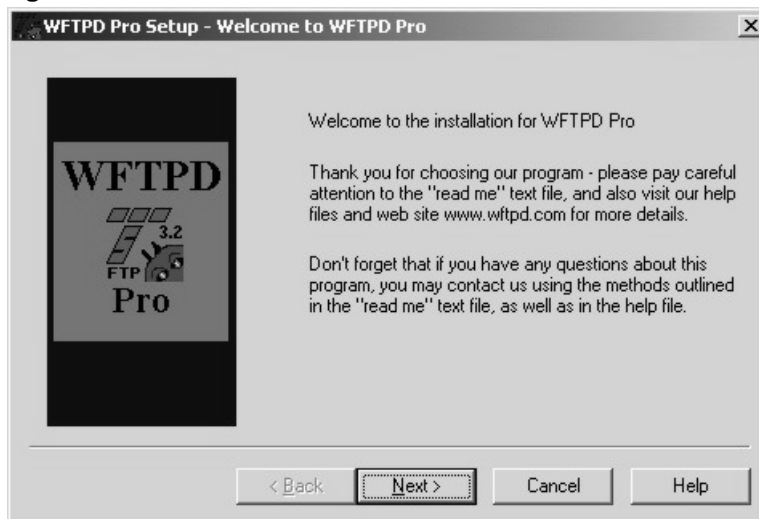 WFTPD Pro Setup - Welcome to WFTPD Pro
Welcome to the installation for WFTPD Pro
Thank you for choosing our program - please pay careful
attention to the "read me" text file, and also visit our help
files and web site www.wftpd.com for more details.
Don't forget that if you have any questions about this
program, you may contact us using the methods outlined
in the "read me" text file, as well as in the help file.
WFTPD
3.2
FTP
Pro
< Back
Next >
Cancel
Help